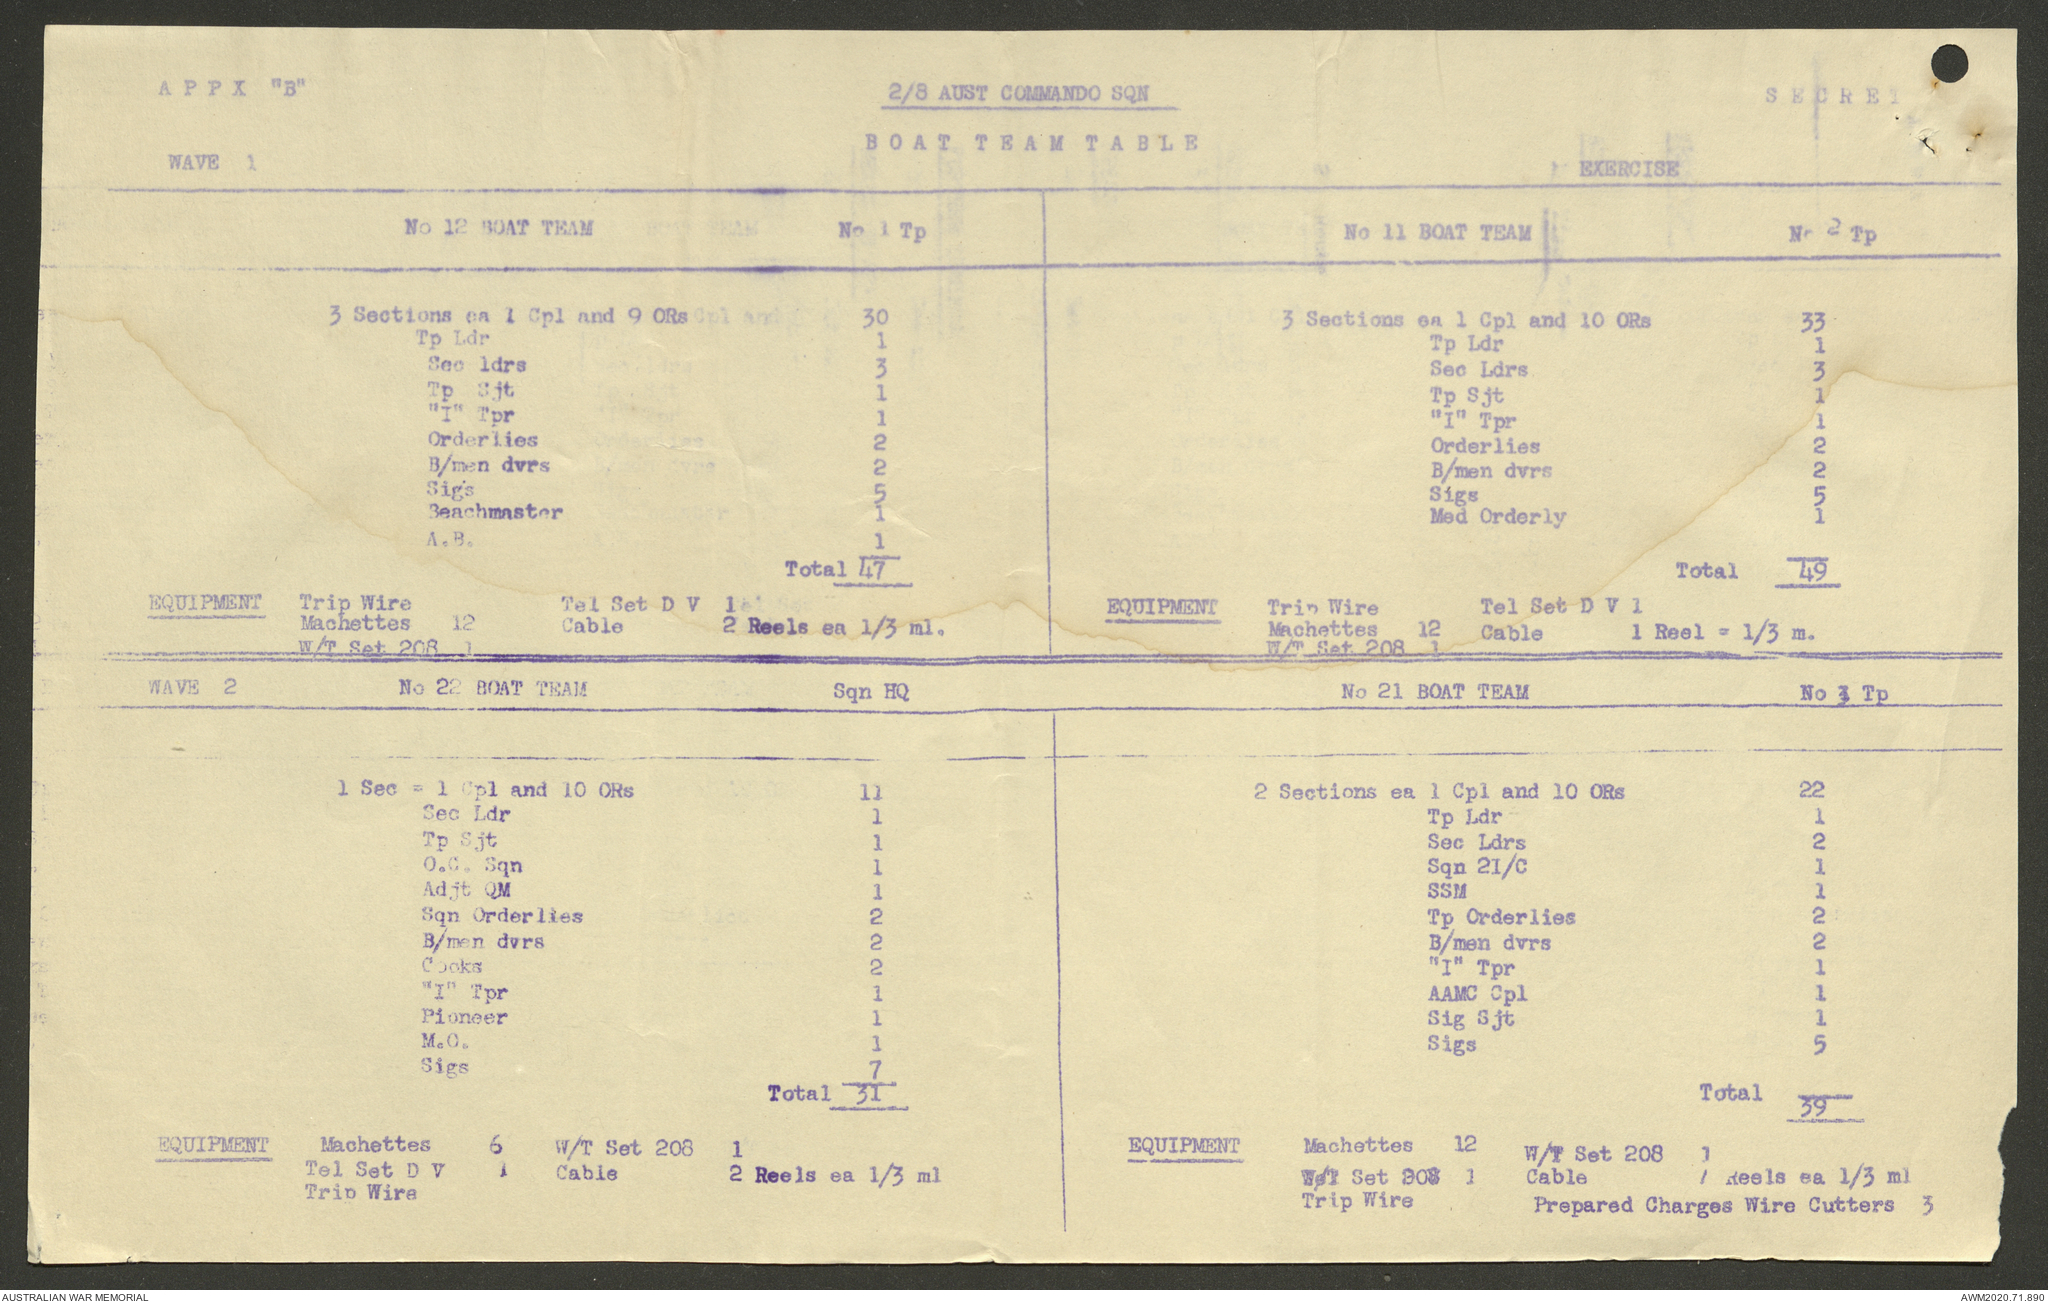 APPX "B"
2/8 AUST COMMANDO SQN
SECRET
BOAT TEAM TABLE
WAVE 1
EXERCISE
No 12 BOAT TEAM No 1 Tp
3 Sections ea 1 Cpl and 9 ORs 30
Tp Ldr 1
Sec ldrs 3
Tp Sjt 1
"I" Tpr 1
Orderlies 2
B/men dvrs 2
Sigs 5
Beachmaster 1
A.B. 1
Total 47
EQUIPMENT Trip Wire Tel Set D V 1
Machettes 12 Cable 2 Reels ea 1/3 ml.
W/T Set 208 1
No 11 BOAT TEAM No 2 Tp
3 Sections ea 1 Cpl and 10 ORs 33
Tp Ldr 1
Sec Ldrs 3
Tp Sjt 1
"I" Tpr 1
Orderlies 2
B/men dvrs 2
Sigs 5
Med Orderly 1
Total 49
EQUIPMENT Trip Wire Tel Set D V 1
Machettes 12 Cable 1 Reel = 1/3 m.
W/T Set 208 1
WAVE 2 No 22 BOAT TEAM Sqn HQ
1 Sec = 1 Cpl and 10 ORs 11
Sec Ldr 1
Tp Sjt 1
O.C. Sqn 1
Adjt QM 1
Sqn Orderlies 2
B/men dvrs 2
Cooks 2
"I" Tpr 1
Pioneer 1
M.O. 1
Sigs 7
Total 31
EQUIPMENT Machettes 6 W/T Set 208 1
Tel Set D V 1 Cable 2 Reels ea 1/3 ml
Trip Wire
No 21 BOAT TEAM No 3 Tp
2 Sections ea 1 Cpl and 10 ORs 22
Tp Ldr 1
Sec Ldrs 2
Sqn 2I/C 1
SSM 1
Tp Orderlies 2
B/men dvrs 2
"I" Tpr 1
AAMC Cpl 1
Sig Sjt 1
Sigs 5
Total 39
EQUIPMENT Machettes 12 W/T Set 208 1
Set 208 1 Cable 1 Reels ea 1/3 ml
Trip Wire Prepared Charges Wire Cutters 3
AUSTRALIAN WAR MEMORIAL
AWM2020.71.890